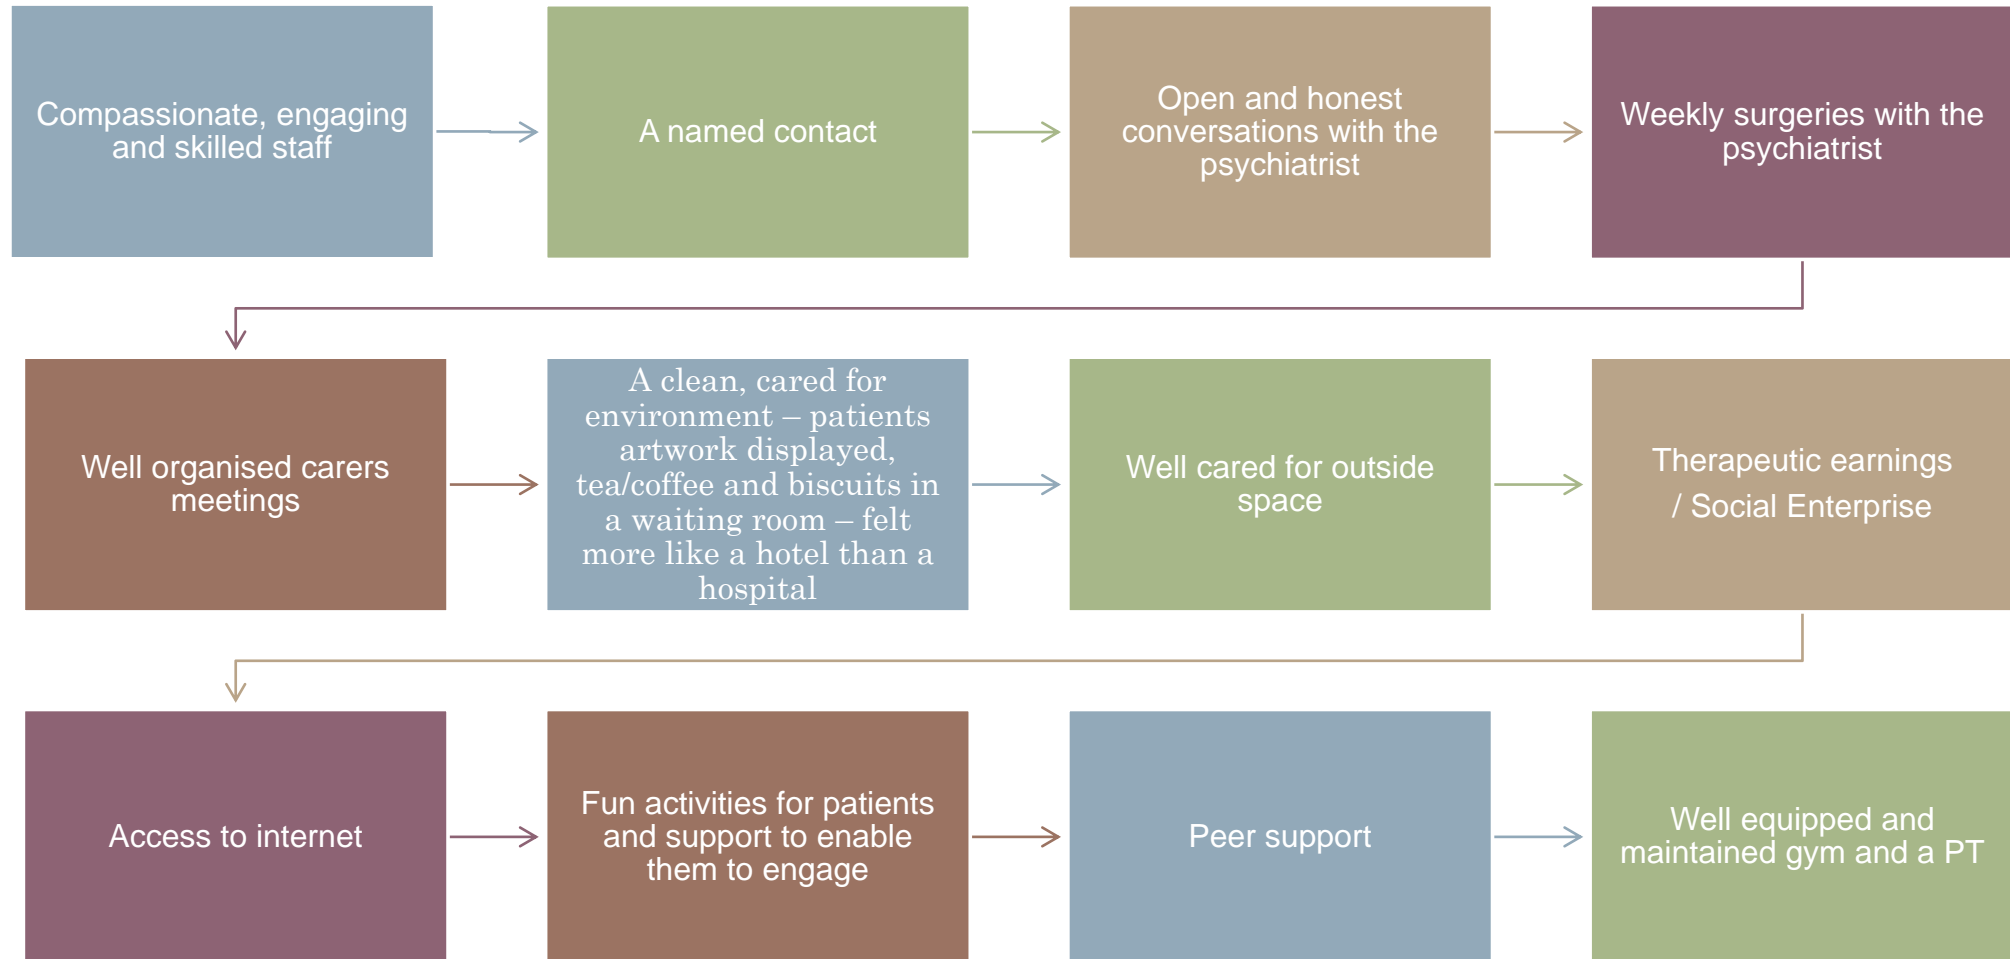 Compassionate, engaging
and skilled staff
A named contact
Open and honest
conversations with the
psychiatrist
Weekly surgeries with the
psychiatrist
Well organised carers
meetings
A clean, cared for
environment – patients
artwork displayed,
tea/coffee and biscuits in
a waiting room – felt
more like a hotel than a
hospital
Well cared for outside
space
Therapeutic earnings
/ Social Enterprise
Access to internet
Fun activities for patients
and support to enable
them to engage
Peer support
Well equipped and
maintained gym and a PT